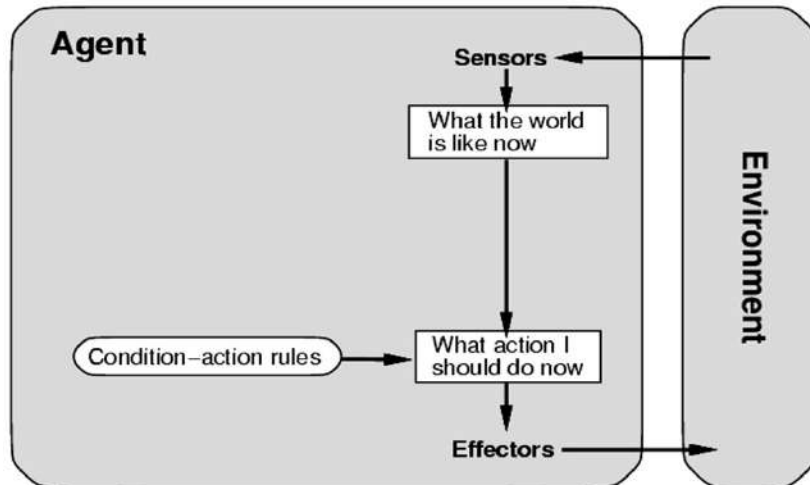 Agent
Sensors
What the world
is like now
Environment
Condition–action rules
What action I
should do now
Effectors